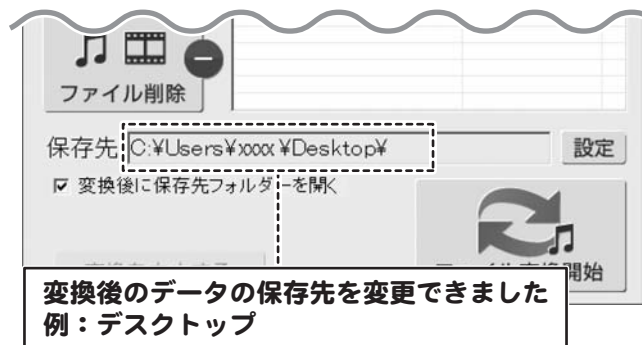 ファイル削除
保存先 C:¥Users¥xxxx¥Desktop¥ 設定
変換後に保存先フォルダーを開く
開始
変換後のデータの保存先を変更できました
例：デスクトップ